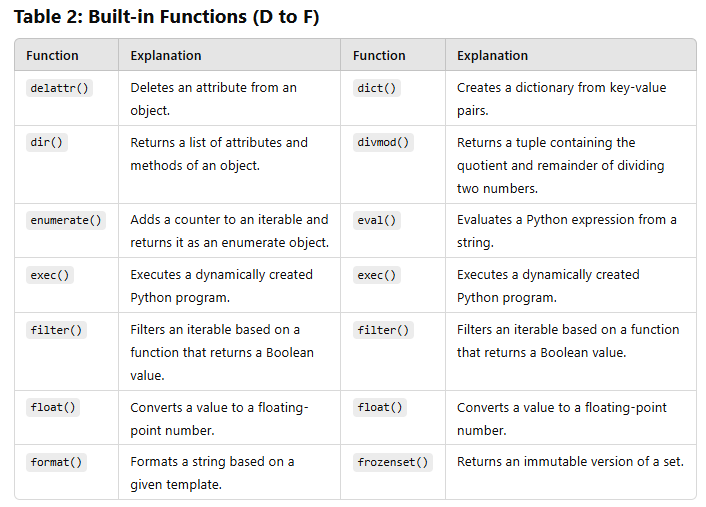 Table 2: Built-in Functions (D to F)
Function Explanation Function Explanation
delattr() Deletes an attribute from an dict() Creates a dictionary from key-value
object. pairs.
dir() Returns a list of attributes and divmod() Returns a tuple containing the
methods of an object. quotient and remainder of dividing
two numbers.
enumerate() Adds a counter to an iterable and eval() Evaluates a Python expression from a
returns it as an enumerate object. string.
exec() Executes a dynamically created exec() Executes a dynamically created
Python program. Python program.
filter() Filters an iterable based on a filter() Filters an iterable based on a function
function that returns a Boolean that returns a Boolean value.
value.
float() Converts a value to a floating- float() Converts a value to a floating-point
point number. number.
format() Formats a string based on a frozenset() Returns an immutable version of a set.
given template.